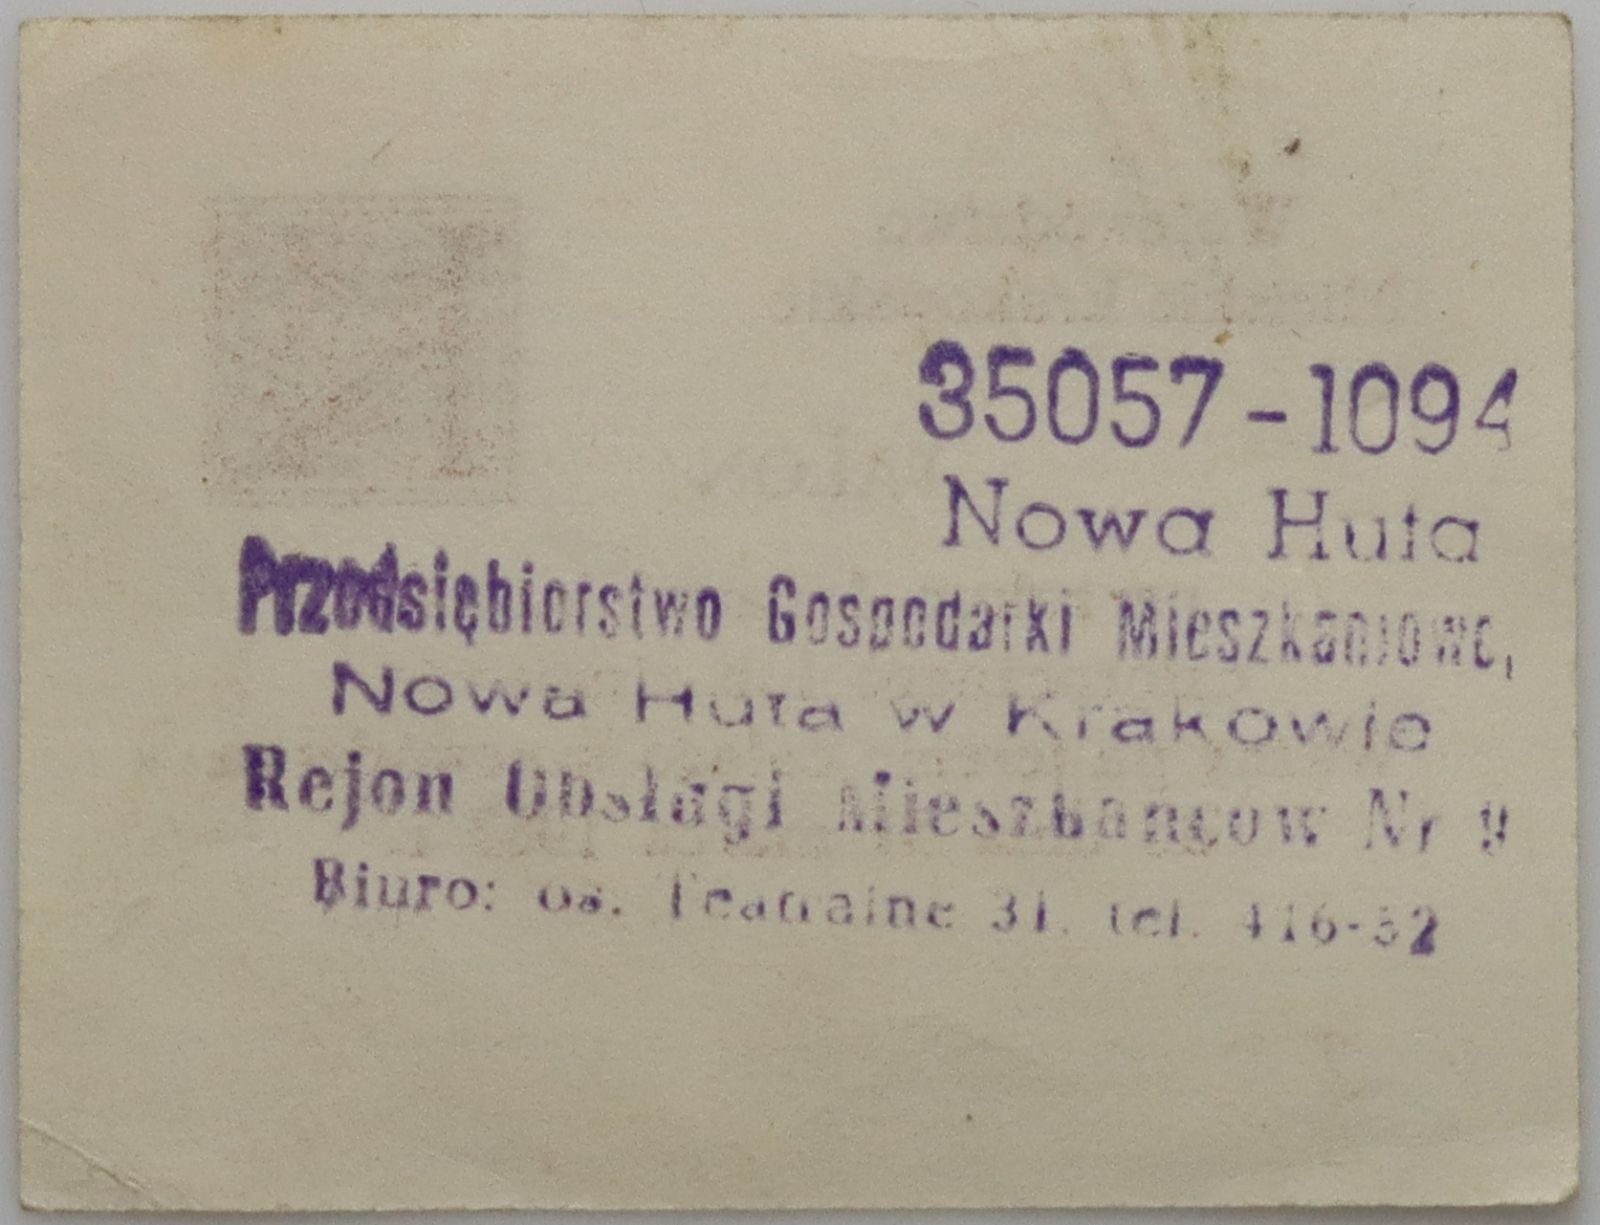 35057-1094
Nowa Huta
Przedsiębiorstwo Gospodarki Mieszkaniowej
Nowa Huta w Krakowie
Rejon Obsługi Mieszkańców Nr 9
Biuro: os. Teatralne 31. tel. 416-52